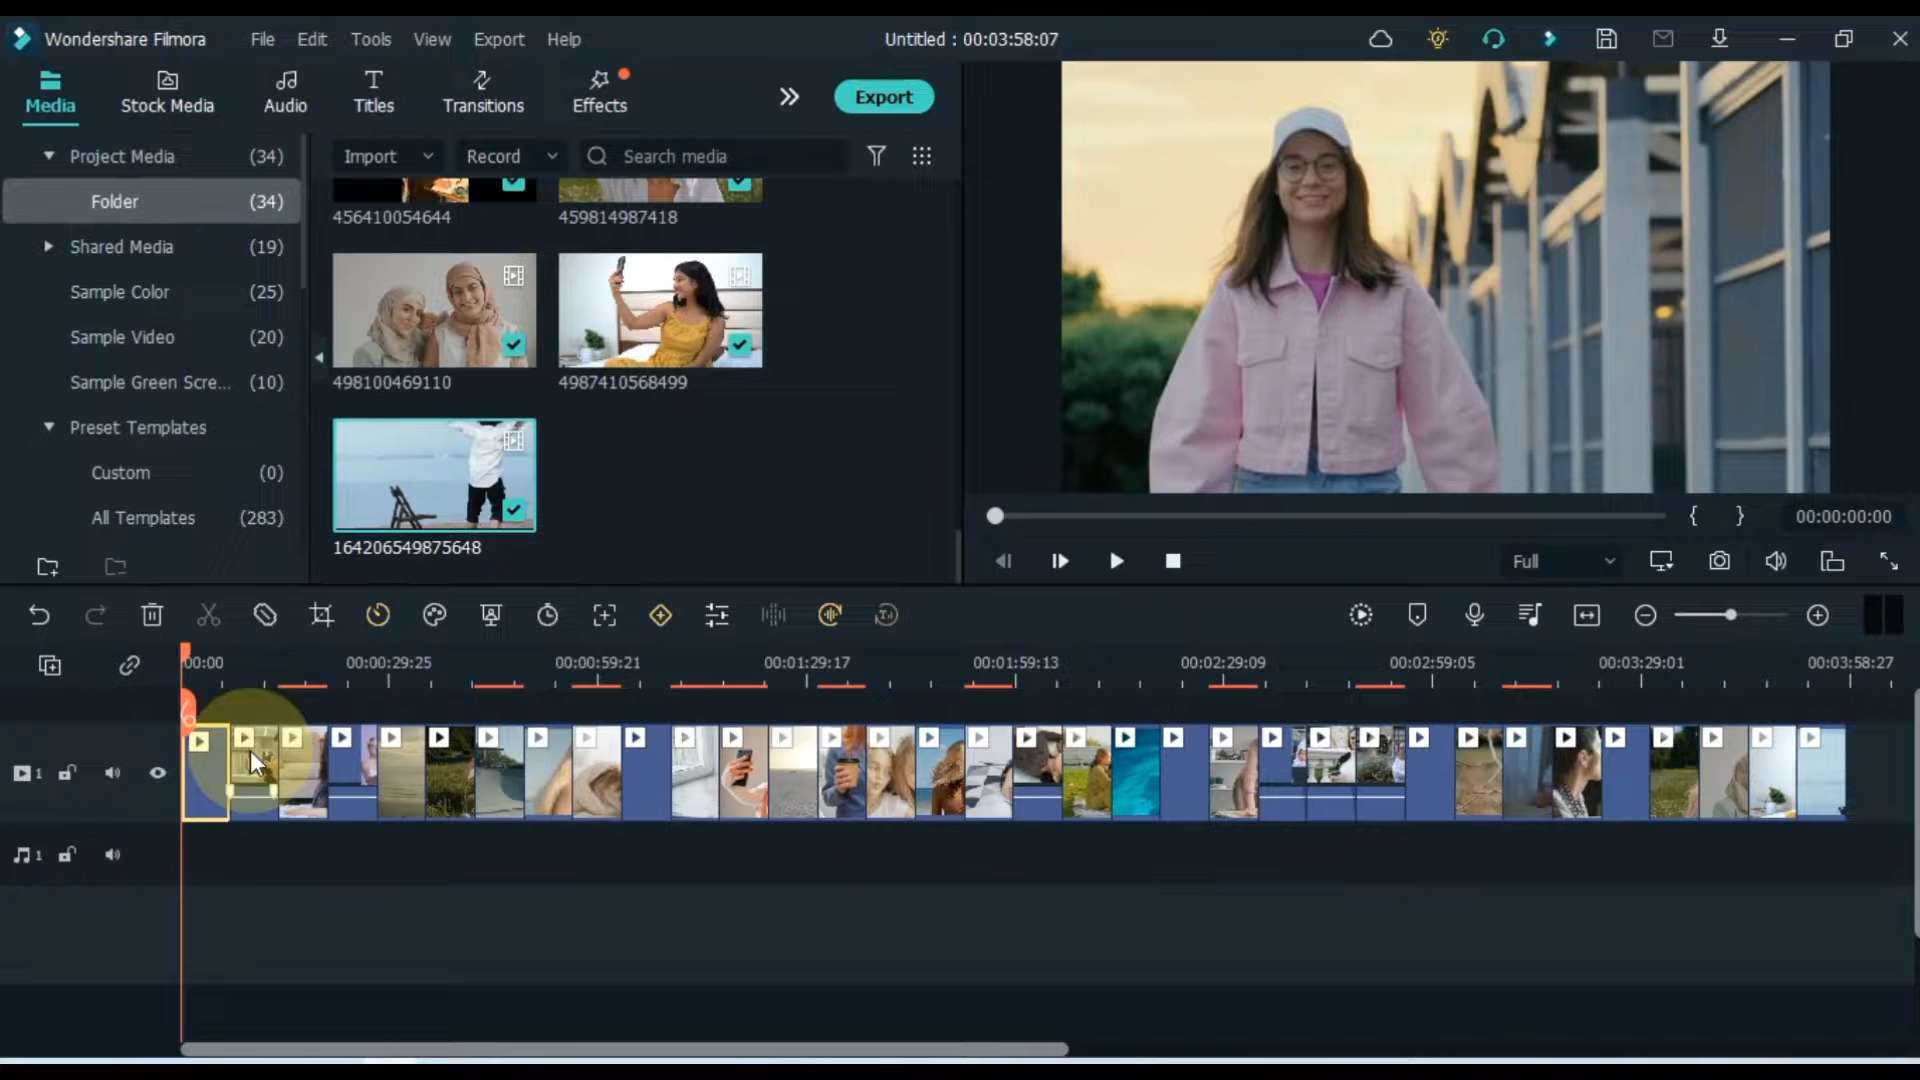 Wondershare Filmora File Edit Tools View Export Help Untitled : 00:03:58:07
Media Stock Media Audio Titles Transitions Effects Export
Project Media (34)
Folder (34)
Shared Media (19)
Sample Color (25)
Sample Video (20)
Sample Green Scre... (10)
Preset Templates
Custom (0)
All Templates (283)
Import Record Search media
456410054644 459814987418
498100469110 4987410568499
164206549875648
{ } 00:00:00:00
Full
00:00 00:00:29:25 00:00:59:21 00:01:29:17 00:01:59:13 00:02:29:09 00:02:59:05 00:03:29:01 00:03:58:27
1
1